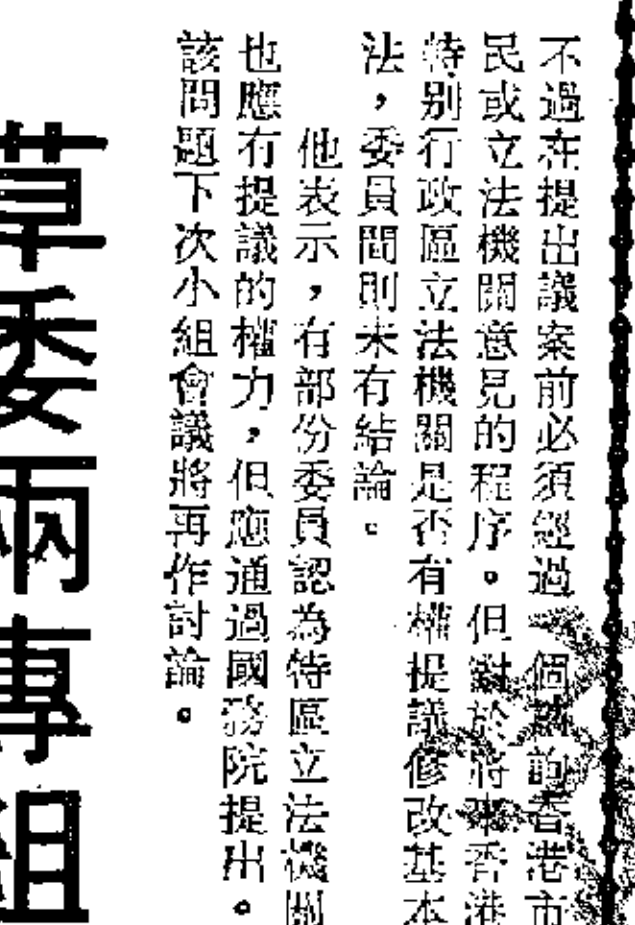 不過在提出議案前必須經過一個諮詢香港市
民或立法機關意見的程序。但對於將來香港
特别行政區立法機關是否有權提議修改基本
法，委員間則未有結論。
他表示，有部份委員認為特區立法機關
也應有提議的權力，但應通過國務院提出。
該問題下次小組會議將再作討論。
草委兩專組